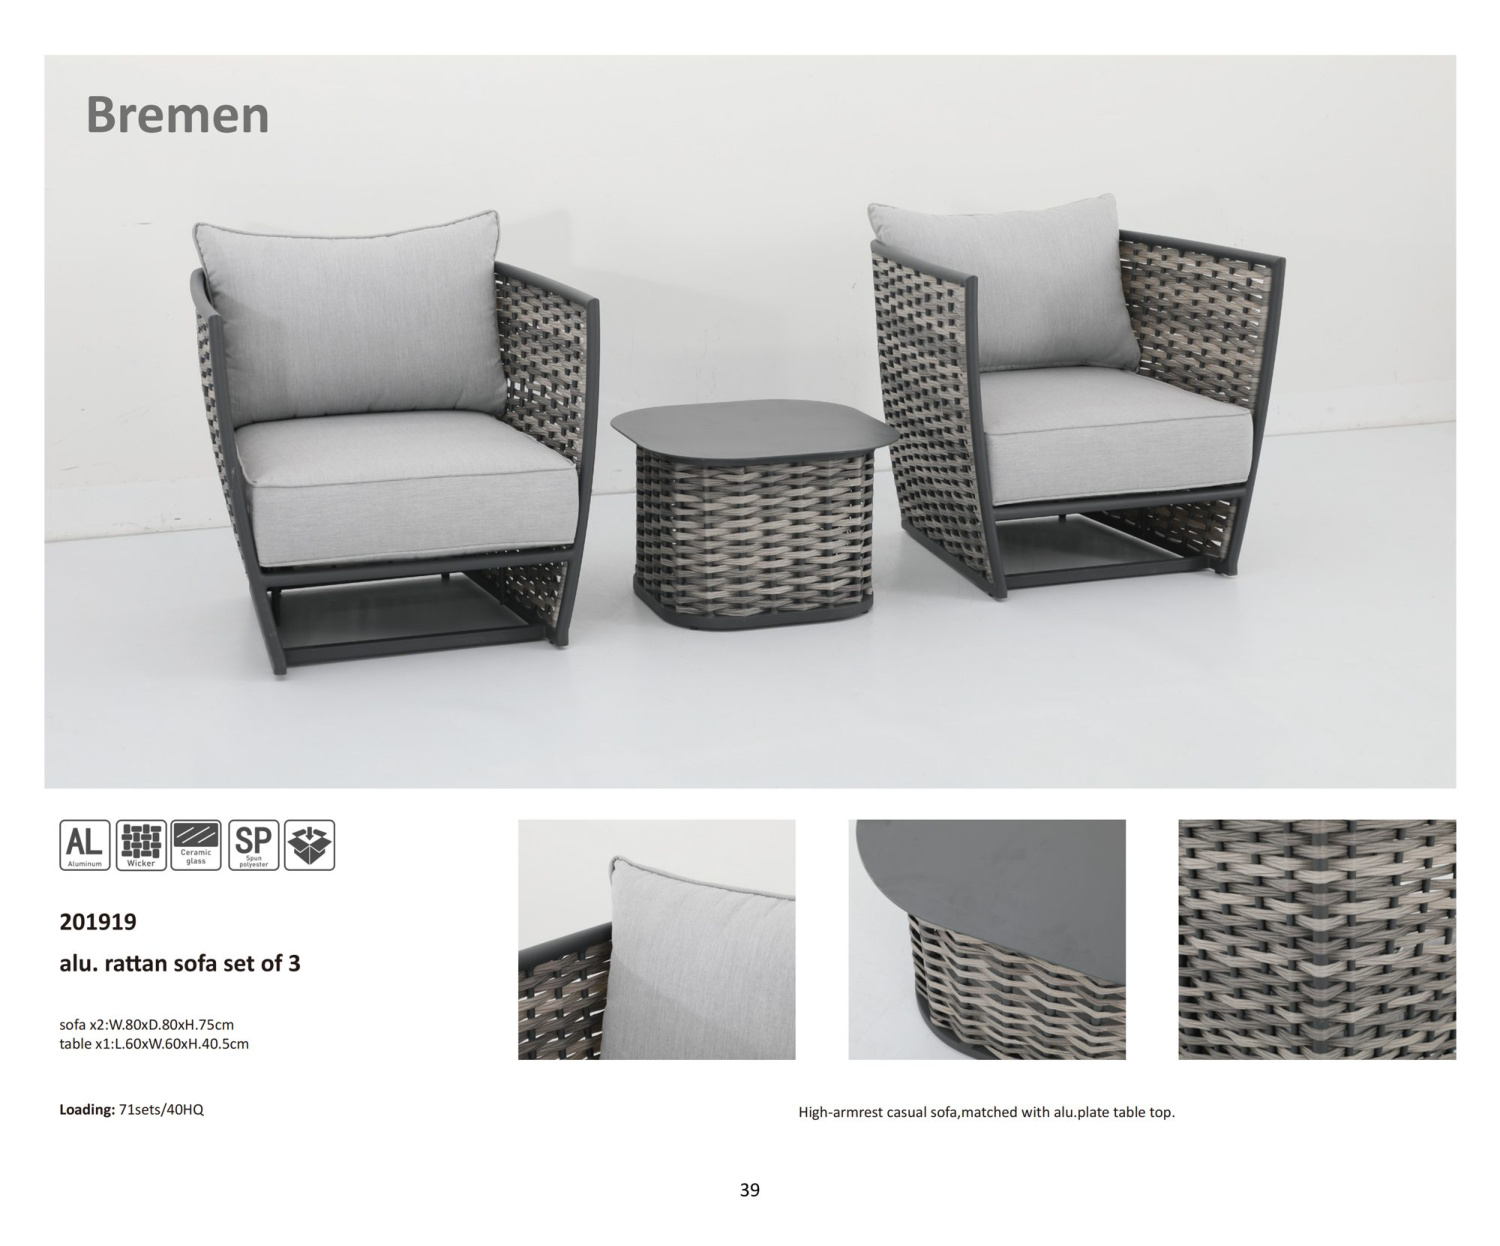 Bremen
AL
Aluminum
Wicker
Ceramic
glass
SP
Spun
polyester
201919
alu. rattan sofa set of 3
sofa x2:W.80xD.80xH.75cm
table x1:L.60xW.60xH.40.5cm
Loading: 71sets/40HQ
High-armrest casual sofa,matched with alu.plate table top.
39